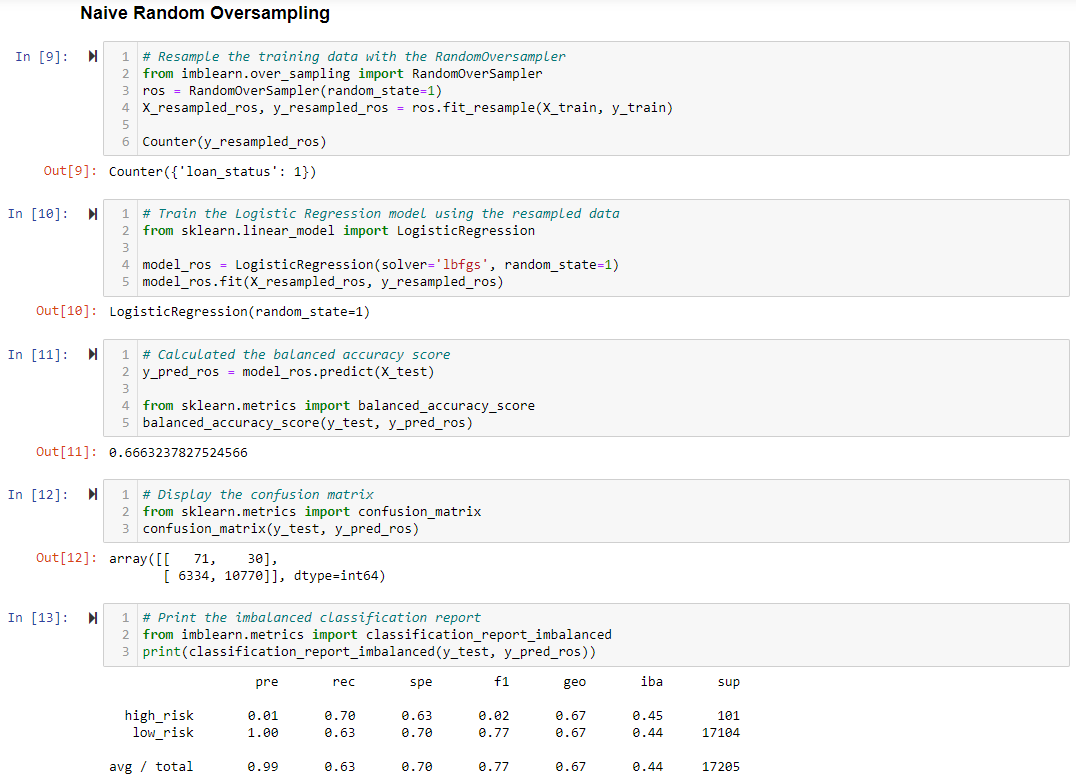 Naive Random Oversampling
In [9]:
1 # Resample the training data with the RandomOversampler
2 from imblearn.over_sampling import RandomOverSampler
3 ros = RandomOverSampler(random_state=1)
4 X_resampled_ros, y_resampled_ros = ros.fit_resample(X_train, y_train)
5
6 Counter(y_resampled_ros)
Out[9]: Counter({'loan_status': 1})
In [10]:
1 # Train the Logistic Regression model using the resampled data
2 from sklearn.linear_model import LogisticRegression
3
4 model_ros = LogisticRegression(solver='lbfgs', random_state=1)
5 model_ros.fit(X_resampled_ros, y_resampled_ros)
Out[10]: LogisticRegression(random_state=1)
In [11]:
1 # Calculated the balanced accuracy score
2 y_pred_ros = model_ros.predict(X_test)
3
4 from sklearn.metrics import balanced_accuracy_score
5 balanced_accuracy_score(y_test, y_pred_ros)
Out[11]: 0.6663237827524566
In [12]:
1 # Display the confusion matrix
2 from sklearn.metrics import confusion_matrix
3 confusion_matrix(y_test, y_pred_ros)
Out[12]: array([[   71,    30],
       [ 6334, 10770]], dtype=int64)
In [13]:
1 # Print the imbalanced classification report
2 from imblearn.metrics import classification_report_imbalanced
3 print(classification_report_imbalanced(y_test, y_pred_ros))
pre rec spe f1 geo iba sup
high_risk 0.01 0.70 0.63 0.02 0.67 0.45 101
low_risk 1.00 0.63 0.70 0.77 0.67 0.44 17104
avg / total 0.99 0.63 0.70 0.77 0.67 0.44 17205